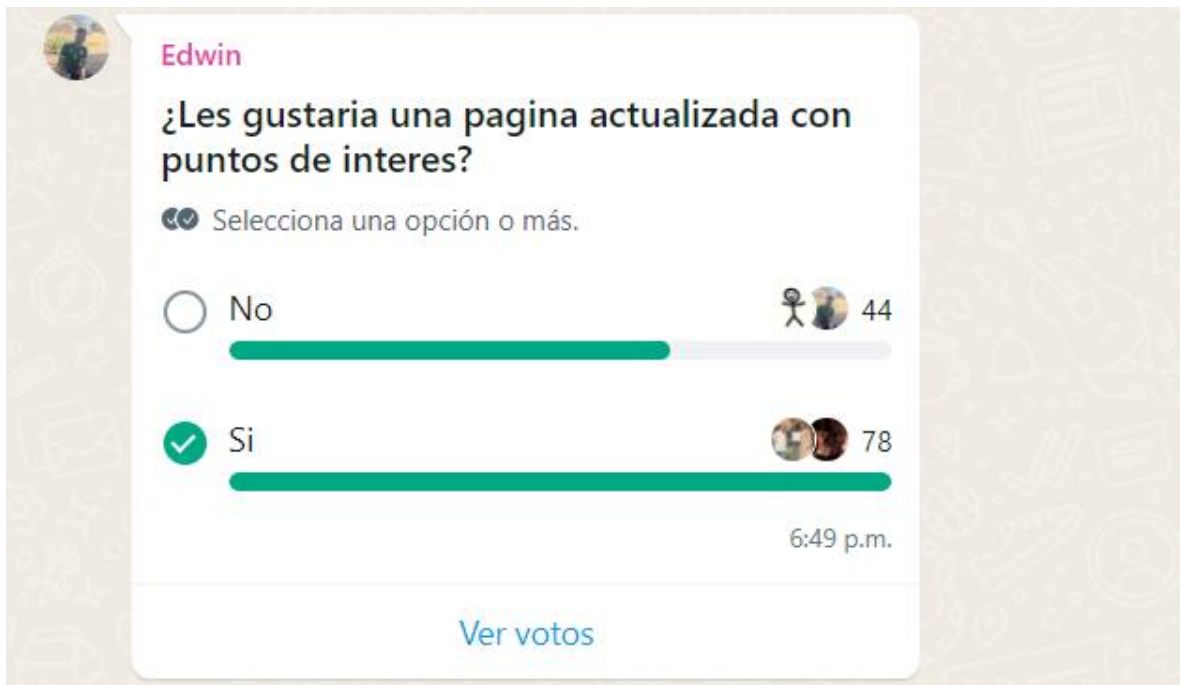 Edwin
¿Les gustaria una pagina actualizada con
puntos de interes?
Selecciona una opción o más.
No 44
Si 78
6:49 p.m.
Ver votos